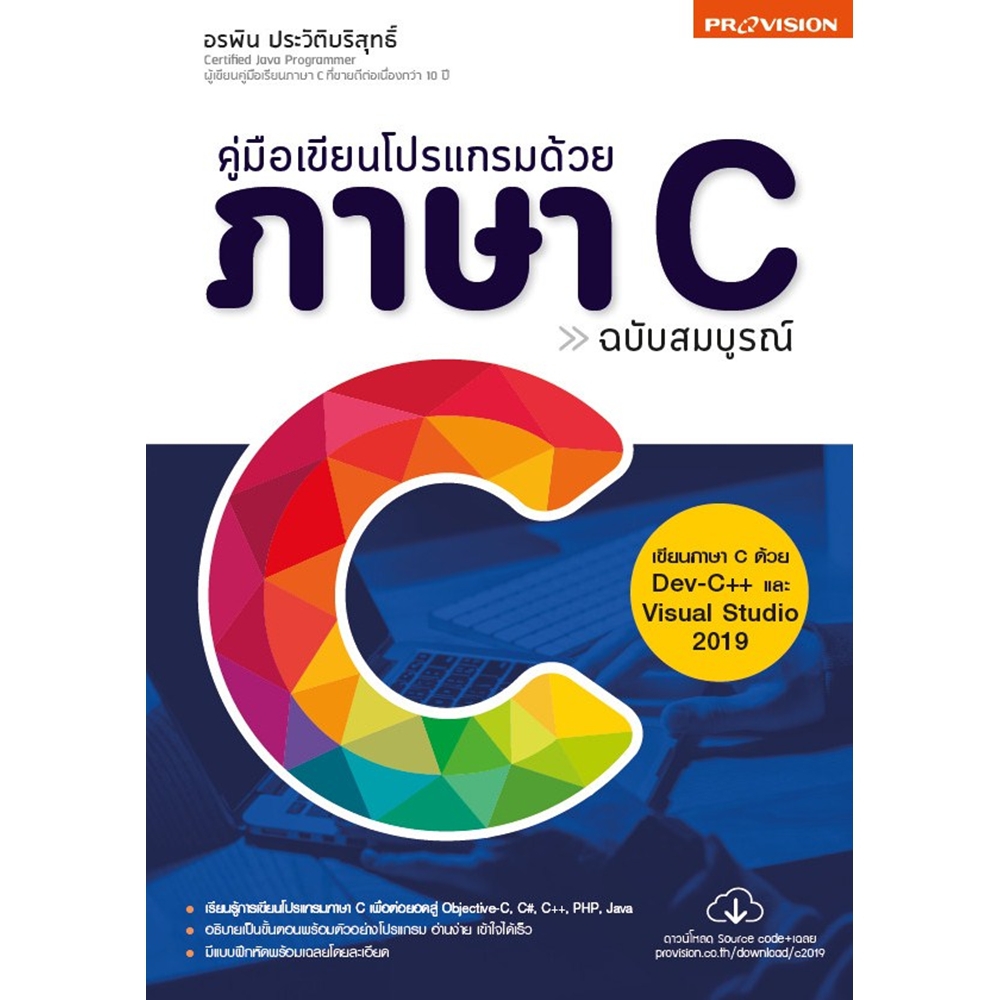 PROVISION
อรพิน ประวัติบริสุทธิ์
Certified Java Programmer
ผู้เขียนคู่มือเรียนภาษา C ที่ขายดีต่อเนื่องกว่า 10 ปี
คู่มือเขียนโปรแกรมด้วย
ภาษา C
>> ฉบับสมบูรณ์
เขียนภาษา C ด้วย
Dev-C++ และ
Visual Studio
2019
เรียนรู้การเขียนโปรแกรมภาษา C เพื่อต่อยอดสู่ Objective-C, C#, C++, PHP, Java
อธิบายเป็นขั้นตอนพร้อมตัวอย่างโปรแกรม อ่านง่าย เข้าใจได้เร็ว
มีแบบฝึกหัดพร้อมเฉลยโดยละเอียด
ดาวน์โหลด Source code+เฉลย
provision.co.th/download/c2019